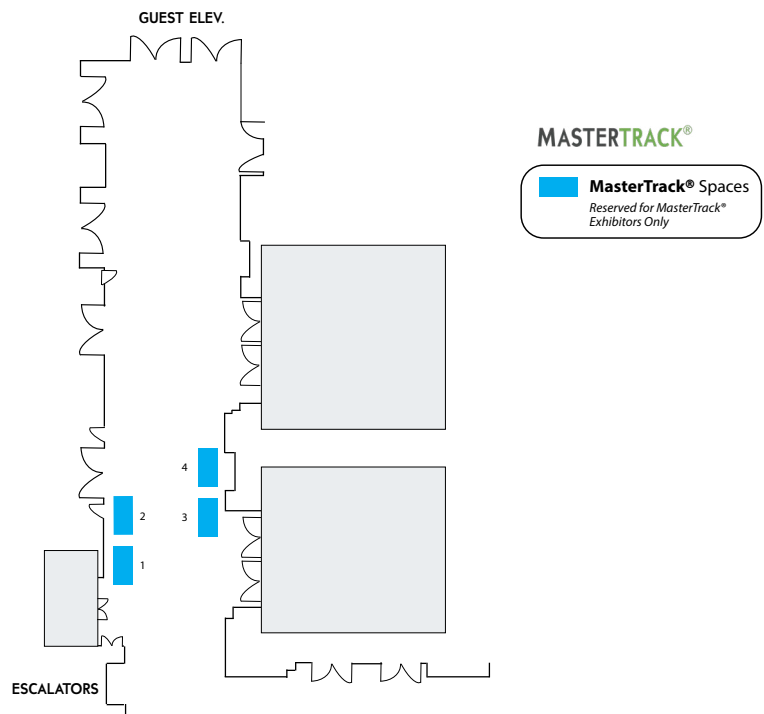 GUEST ELEV.
MASTERTRACK®
MasterTrack® Spaces
Reserved for MasterTrack®
Exhibitors Only
4
3
2
1
ESCALATORS